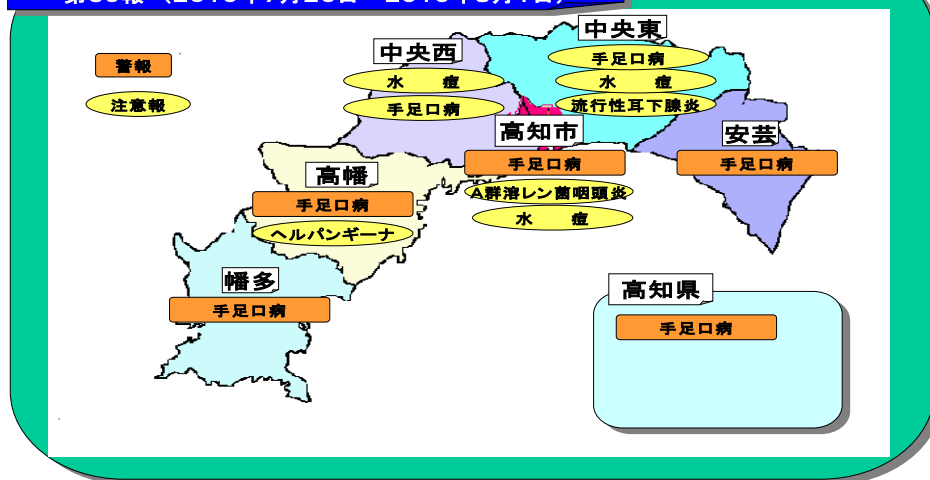 警報
注意報
中央西
水　痘
手足口病
中央東
手足口病
水　痘
流行性耳下腺炎
高知市
手足口病
A群溶レン菌咽頭炎
水　痘
安芸
手足口病
高幡
手足口病
ヘルパンギーナ
幡多
手足口病
高知県
手足口病